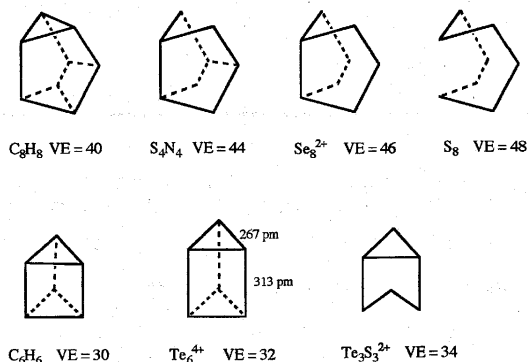 C₈H₈ VE = 40 S₄N₄ VE = 44 Se₈²⁺ VE = 46 S₈ VE = 48
267 pm
313 pm
C₆H₆ VE = 30 Te₆⁴⁺ VE = 32 Te₃S₃²⁺ VE = 34